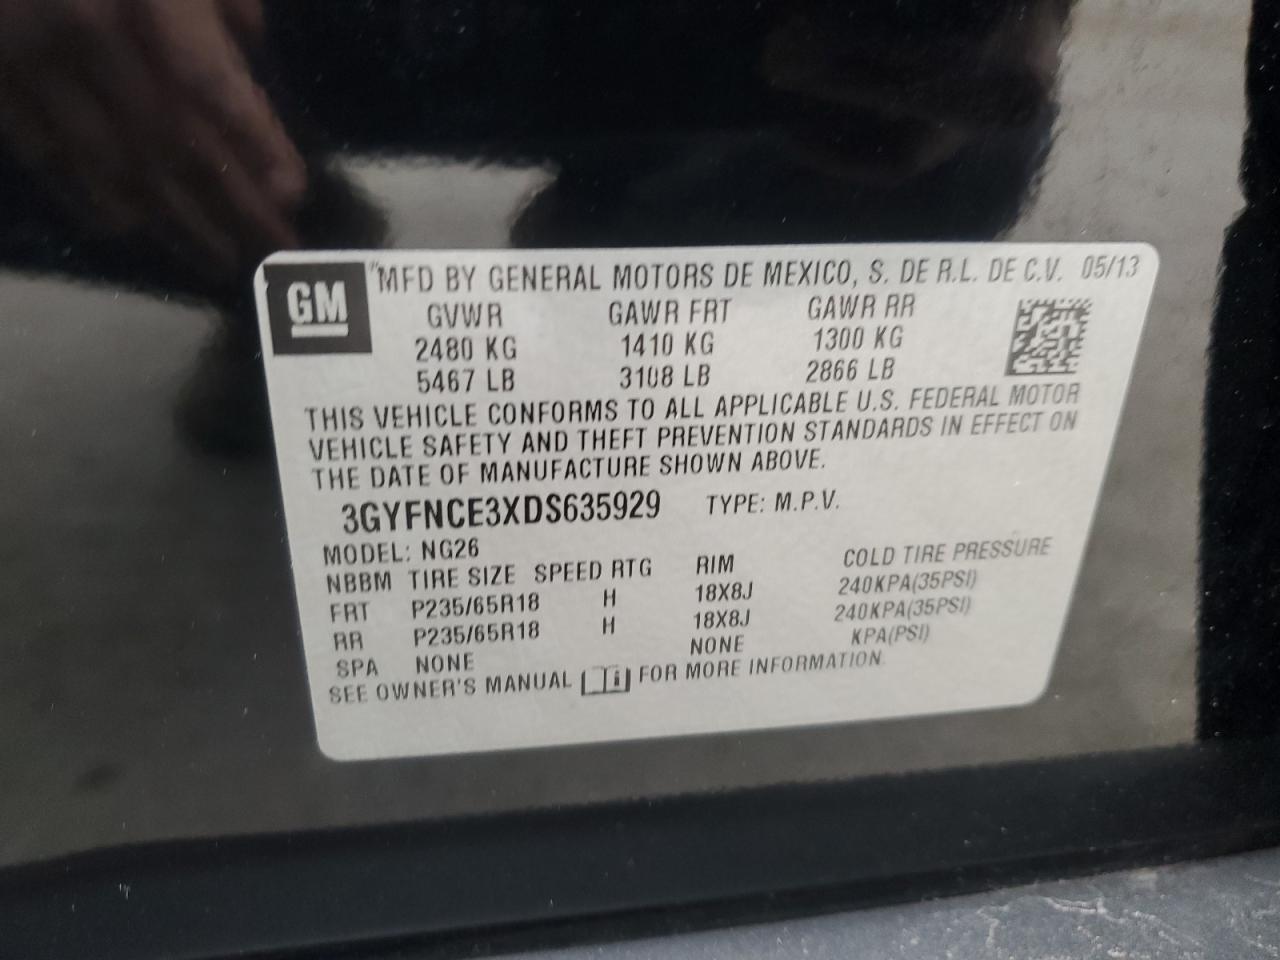 GM
"MFD BY GENERAL MOTORS DE MEXICO, S. DE R.L. DE C.V. 05/13
GVWR GAWR FRT GAWR RR
2480 KG 1410 KG 1300 KG
5467 LB 3108 LB 2866 LB
THIS VEHICLE CONFORMS TO ALL APPLICABLE U.S. FEDERAL MOTOR
VEHICLE SAFETY AND THEFT PREVENTION STANDARDS IN EFFECT ON
THE DATE OF MANUFACTURE SHOWN ABOVE.
3GYFNCE3XDS635929 TYPE: M.P.V.
MODEL: NG26
NBBM TIRE SIZE SPEED RTG RIM COLD TIRE PRESSURE
FRT P235/65R18 H 18X8J 240KPA(35PSI)
RR P235/65R18 H 18X8J 240KPA(35PSI)
SPA NONE NONE KPA(PSI)
SEE OWNER'S MANUAL i FOR MORE INFORMATION.